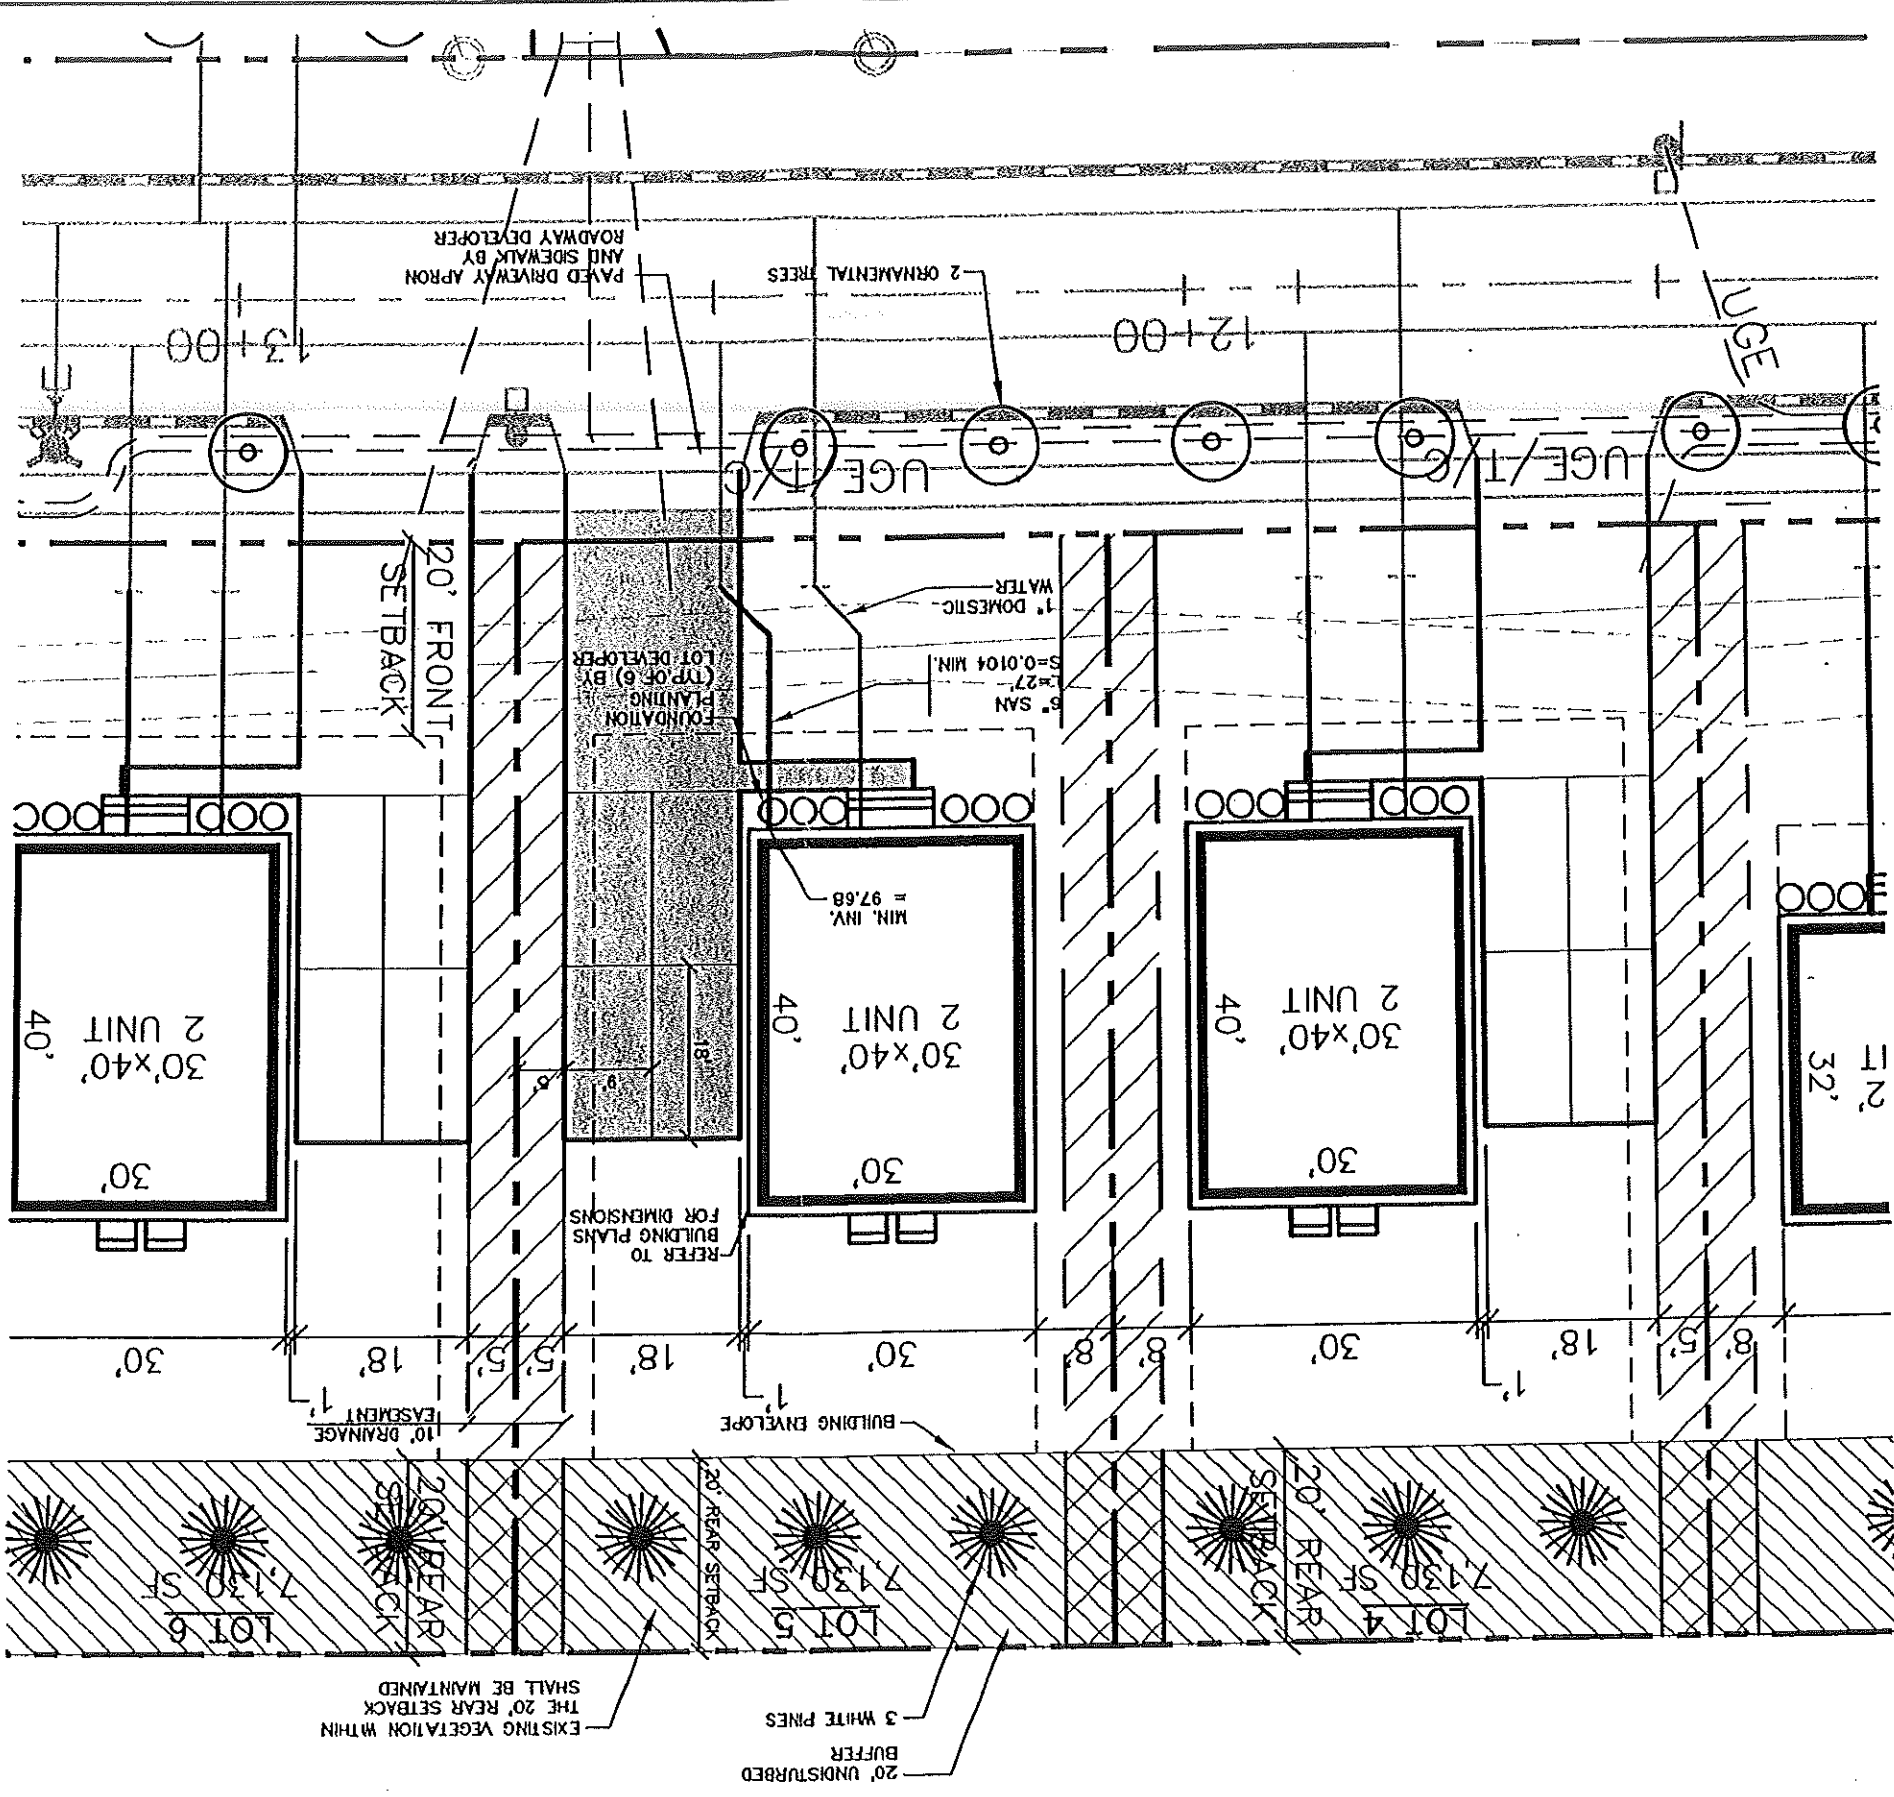 20' UNDISTURBED
BUFFER
3 WHITE PINES
EXISTING VEGETATION WITHIN
THE 20' REAR SETBACK
SHALL BE MAINTAINED
LOT 4
7,130 SF
20' REAR
SETBACK
LOT 5
7,130 SF
20' REAR SETBACK
LOT 6
7,130 SF
20' REAR
SETBACK
BUILDING ENVELOPE
10' DRAINAGE
EASEMENT
8'
5'
18'
1'
30'
8'
8'
30'
1'
18'
5'
5'
18'
1'
30'
REFER TO
BUILDING PLANS
FOR DIMENSIONS
32'
30'
30'x40'
2 UNIT
40'
30'
30'x40'
2 UNIT
40'
18'
9'
30'
30'x40'
2 UNIT
40'
MIN. INV.
= 97.68
6" SAN
L=27'
S=0.0104 MIN.
1" DOMESTIC
WATER
FOUNDATION
PLANTING
(TYP OF 6) BY
LOT DEVELOPER
20' FRONT
SETBACK
UGE/T/C
UGE/T/C
UGE
12+00
13+00
2 ORNAMENTAL TREES
PAVED DRIVEWAY APRON
AND SIDEWALK BY
ROADWAY DEVELOPER